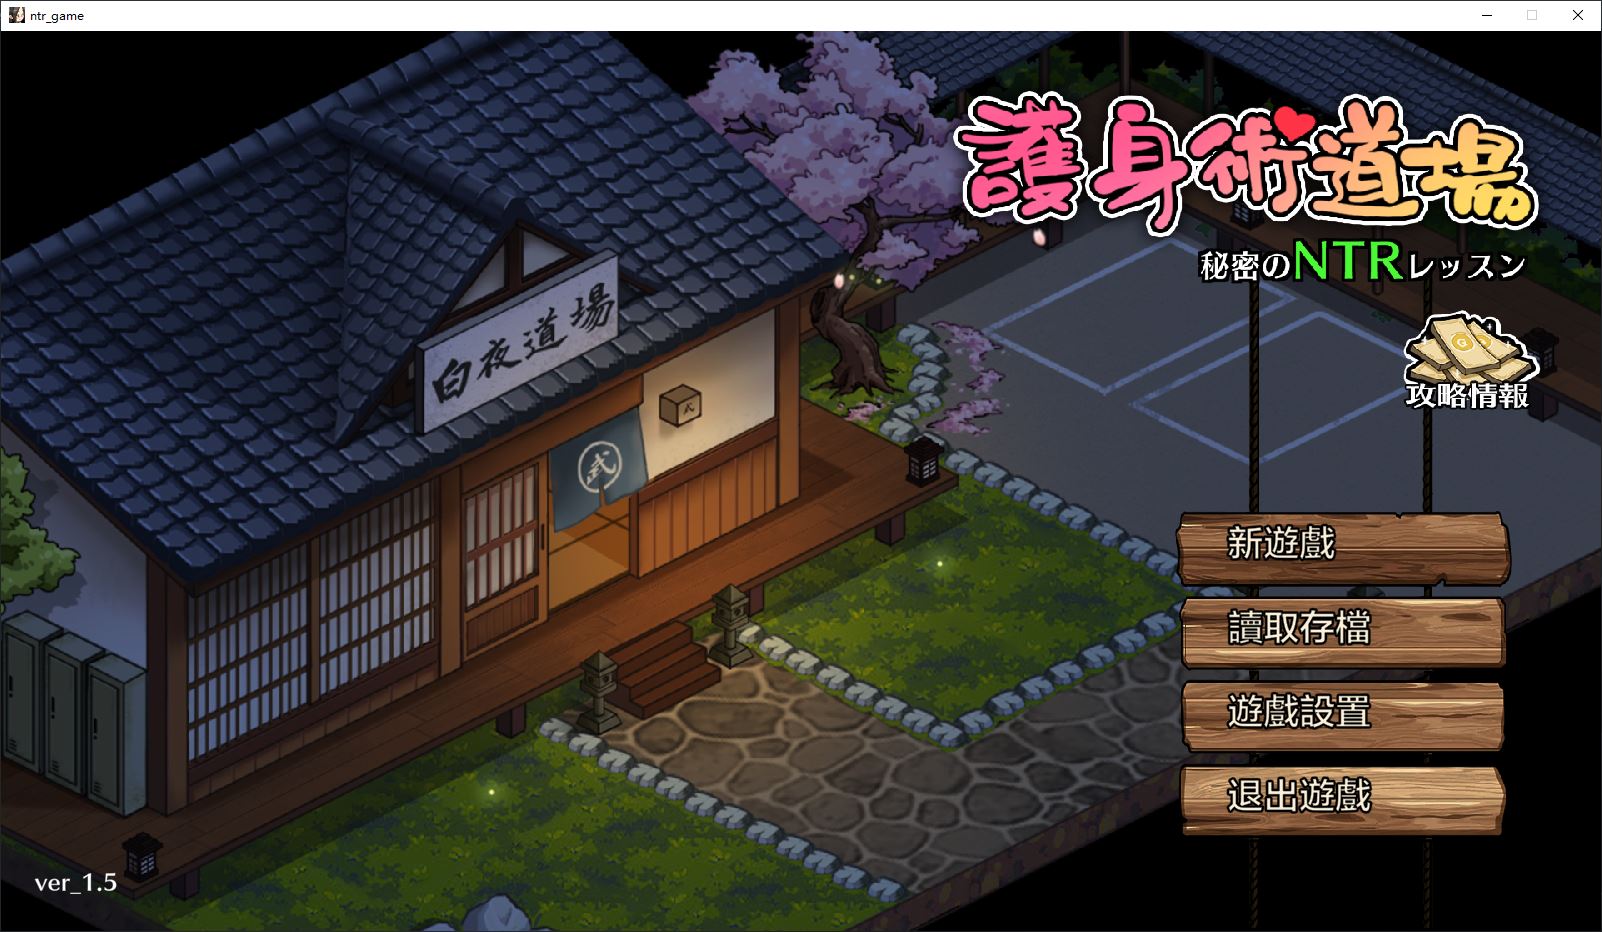 ntr_game
護身術道場
秘密のNTRレッスン
白夜道場
弐
弐
G
攻略情報
新遊戲
讀取存檔
遊戲設置
退出遊戲
ver_1.5